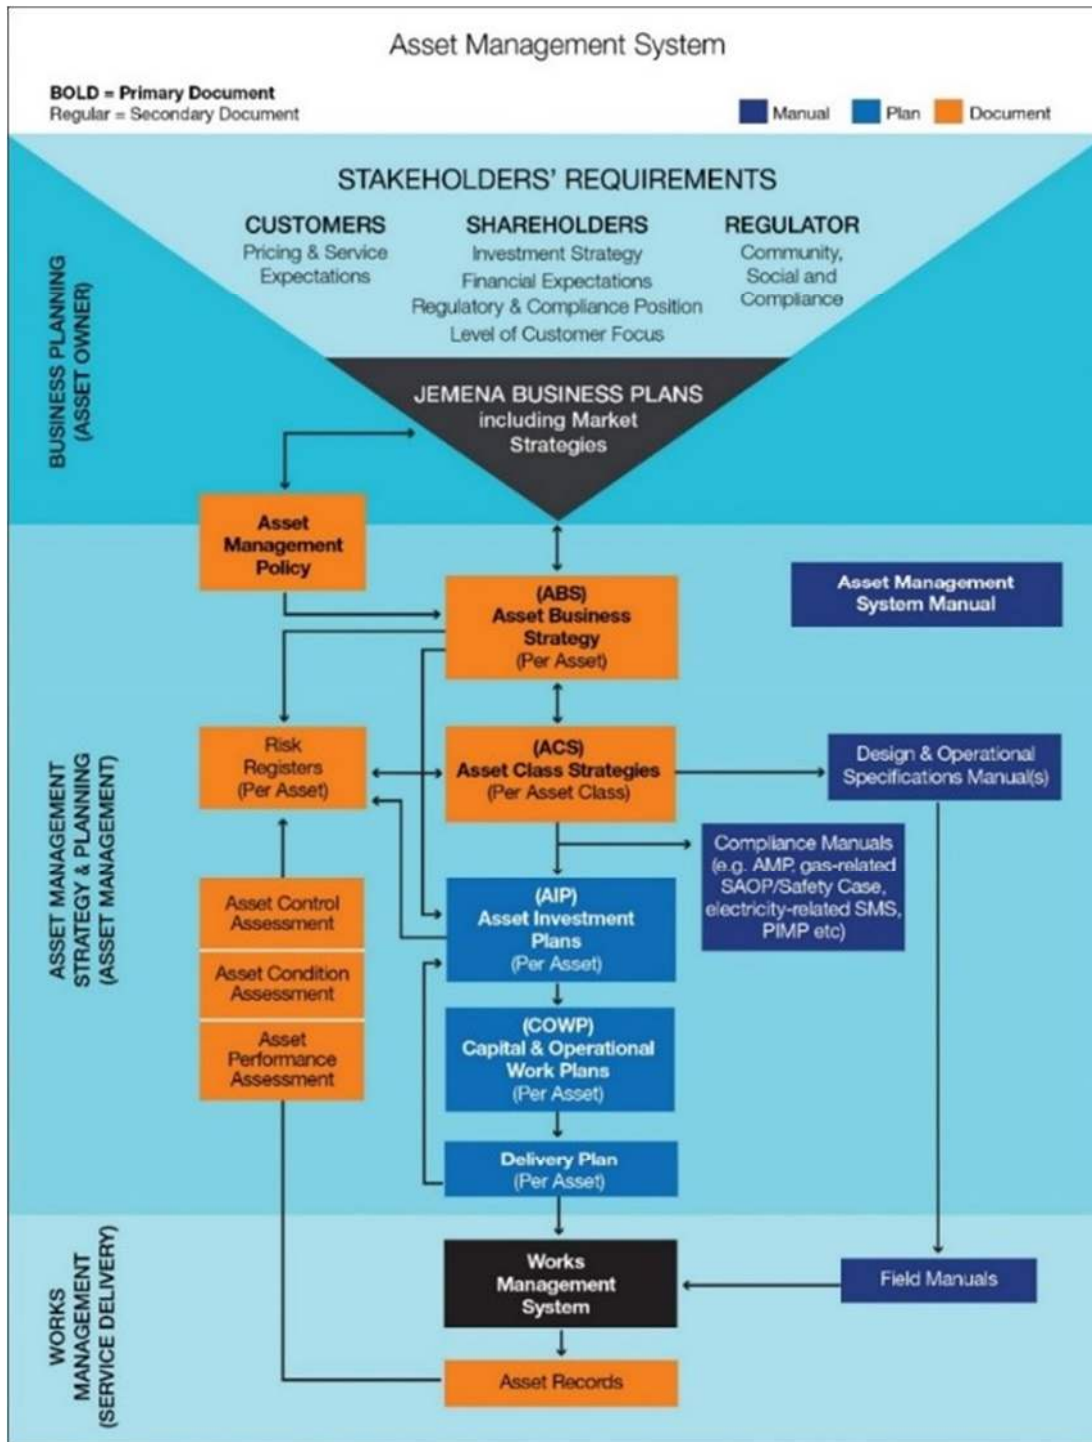 Asset Management System
BOLD = Primary Document
Regular = Secondary Document
Manual
Plan
Document
STAKEHOLDERS' REQUIREMENTS
CUSTOMERS
Pricing & Service
Expectations
SHAREHOLDERS
Investment Strategy
Financial Expectations
Regulatory & Compliance Position
Level of Customer Focus
REGULATOR
Community,
Social and
Compliance
BUSINESS PLANNING
(ASSET OWNER)
JEMENA BUSINESS PLANS
including Market
Strategies
Asset
Management
Policy
(ABS)
Asset Business
Strategy
(Per Asset)
Asset Management
System Manual
ASSET MANAGEMENT
STRATEGY & PLANNING
(ASSET MANAGEMENT)
Risk
Registers
(Per Asset)
(ACS)
Asset Class Strategies
(Per Asset Class)
Design & Operational
Specifications Manual(s)
Compliance Manuals
(e.g. AMP, gas-related
SAOP/Safety Case,
electricity-related SMS,
PIMP etc)
Asset Control
Assessment
Asset Condition
Assessment
Asset
Performance
Assessment
(AIP)
Asset Investment
Plans
(Per Asset)
(COWP)
Capital & Operational
Work Plans
(Per Asset)
Delivery Plan
(Per Asset)
WORKS
MANAGEMENT
(SERVICE DELIVERY)
Works
Management
System
Field Manuals
Asset Records